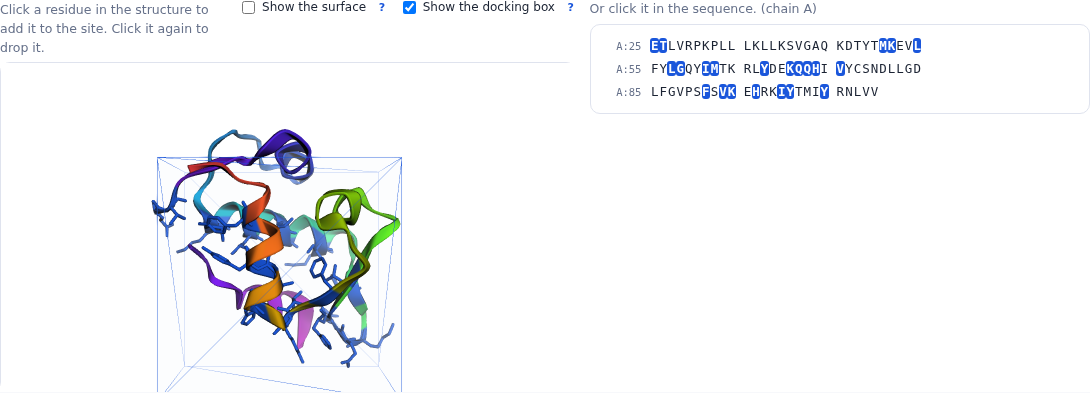 Click a residue in the structure to add it to the site. Click it again to drop it.
Show the surface ? Show the docking box ?
Or click it in the sequence. (chain A)
A:25 ETLVRPKPLL LKLLKSVGAQ KDTYTMKEVL
A:55 FYLGQYIMTK RLYDEKQQHI VYCSNDLLGD
A:85 LFGVPSFSVK EHRKIYTMIY RNLVV